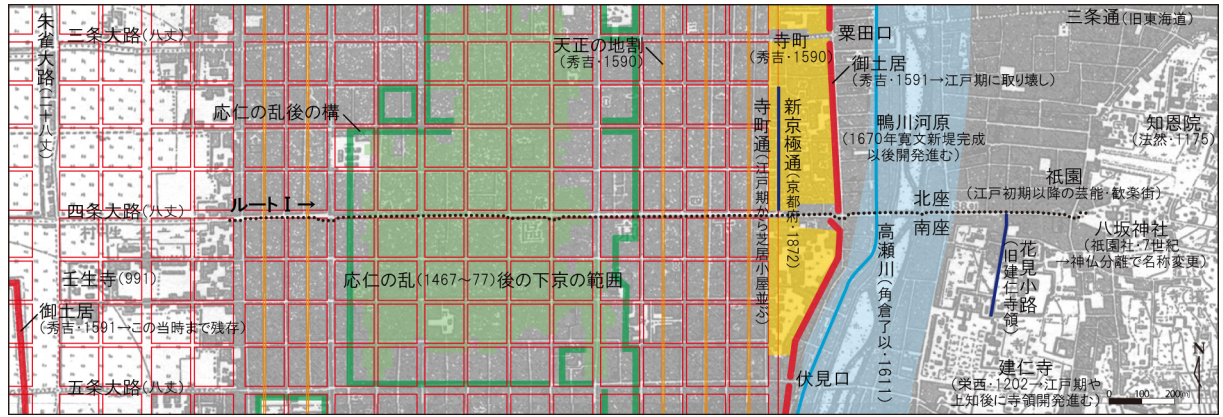 朱雀大路(二十八丈)
三条大路(八丈)
天正の地割
(秀吉・1590)
寺町
(秀吉・1590)
粟田口
御土居
(秀吉・1591→江戸期に取り壊し)
三条通(旧東海道)
応仁の乱後の構
寺町通(江戸期から芝居小屋並ぶ)
新京極通(京都府・1872)
鴨川河原
(1670年寛文新堤完成
以後開発進む)
知恩院
(法然・1175)
祇園
(江戸初期以降の芸能・歓楽街)
ルートⅠ→
四条大路(八丈)
北座
南座
八坂神社
(祇園社・7世紀
→神仏分離で名称変更)
花見小路
(旧建仁寺領)
高瀬川(角倉了以・1611)
壬生寺(991)
応仁の乱(1467~77)後の下京の範囲
御土居
(秀吉・1591→この当時まで残存)
五条大路(八丈)
伏見口
建仁寺
(栄西・1202→江戸期や
上知後に寺領開発進む)
N
0 100 200m